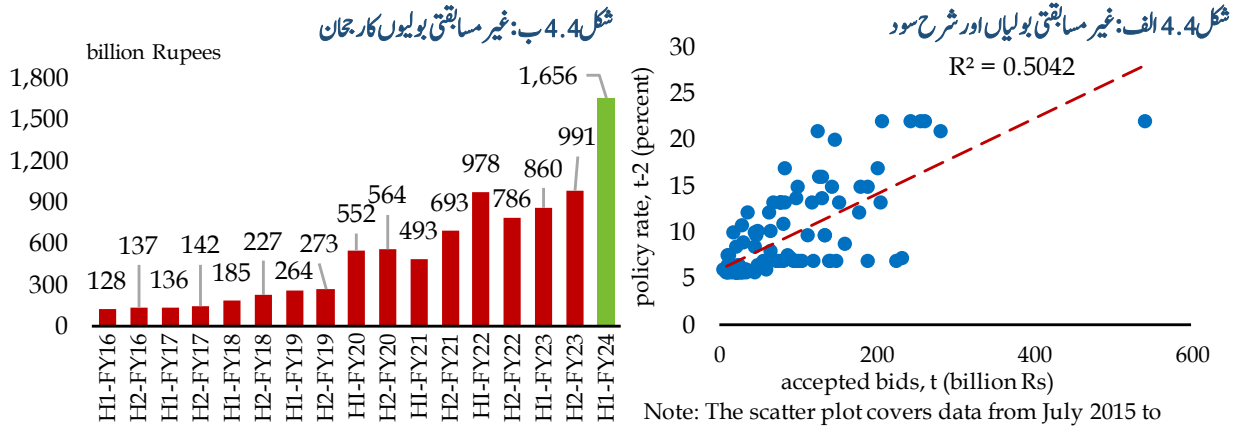 شکل 4.4 الف: غیر مسابقتی بولیاں اور شرح سود
30
R² = 0.5042
25
20
15
10
5
0
policy rate, t-2 (percent)
0 200 400 600
accepted bids, t (billion Rs)
Note: The scatter plot covers data from July 2015 to
شکل 4.4 ب: غیر مسابقتی بولیوں کا رجحان
billion Rupees
1,800
1,500
1,200
900
600
300
0
128
137
136
142
185
227
264
273
552
564
493
693
978
786
860
991
1,656
H1-FY16
H2-FY16
H1-FY17
H2-FY17
H1-FY18
H2-FY18
H1-FY19
H2-FY19
HI-FY20
H2-FY20
HI-FY21
H2-FY21
HI-FY22
H2-FY22
H1-FY23
H2-FY23
H1-FY24